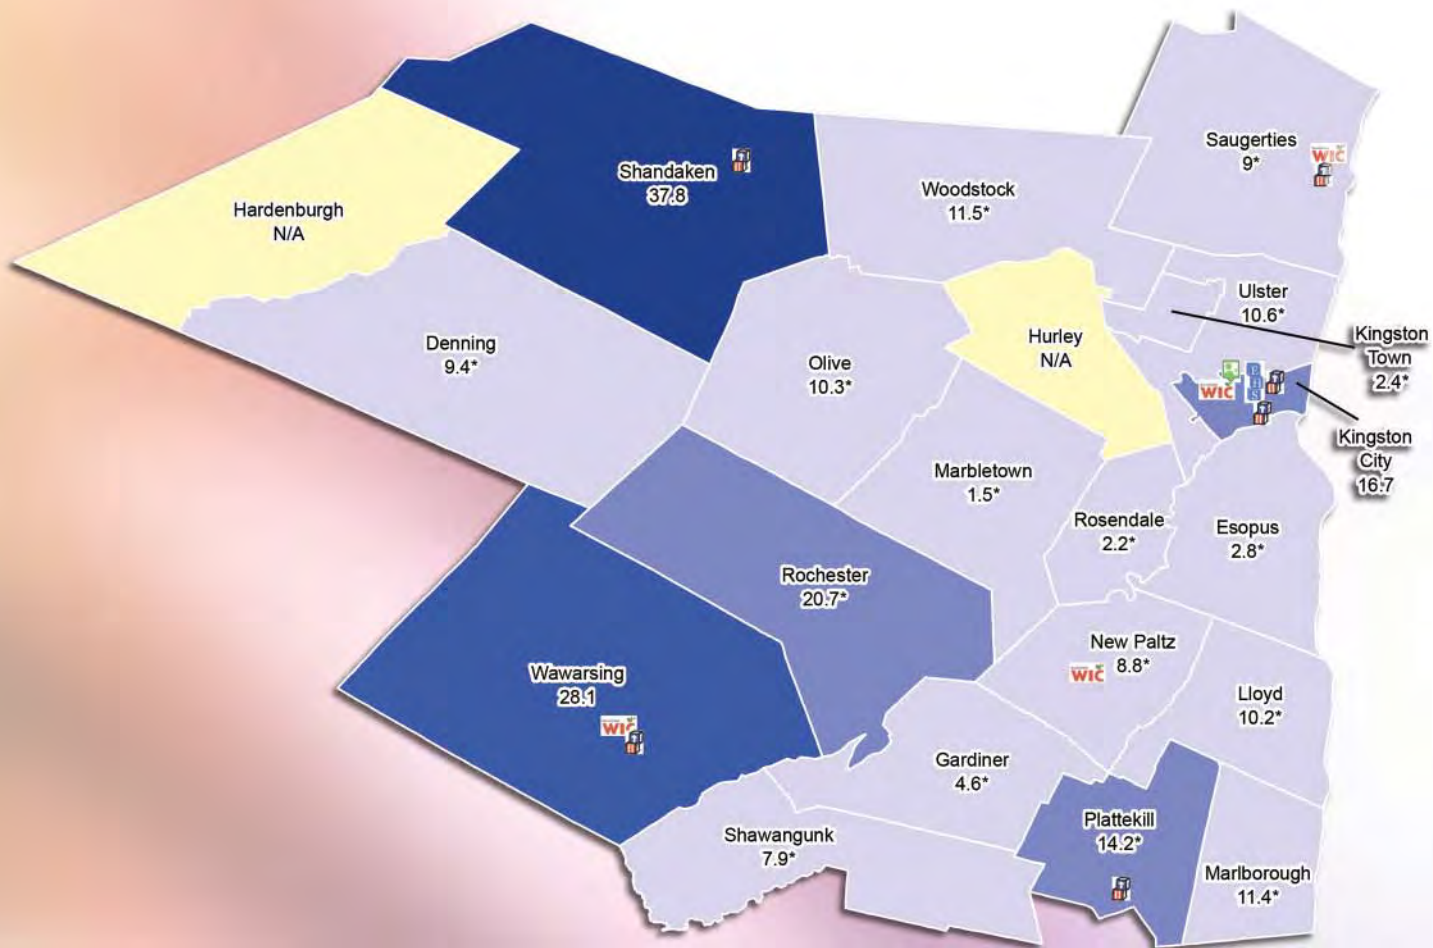 Saugerties
9*
WIC
Shandaken
37.8
Woodstock
11.5*
Hardenburgh
N/A
Ulster
10.6*
Kingston
Town
2.4*
Hurley
N/A
Denning
9.4*
Olive
10.3*
WIC
E
H
S
Kingston
City
16.7
Marbletown
1.5*
Rosendale
2.2*
Esopus
2.8*
Rochester
20.7*
New Paltz
8.8*
WIC
Wawarsing
28.1
WIC
Lloyd
10.2*
Gardiner
4.6*
Plattekill
14.2*
Shawangunk
7.9*
Marlborough
11.4*